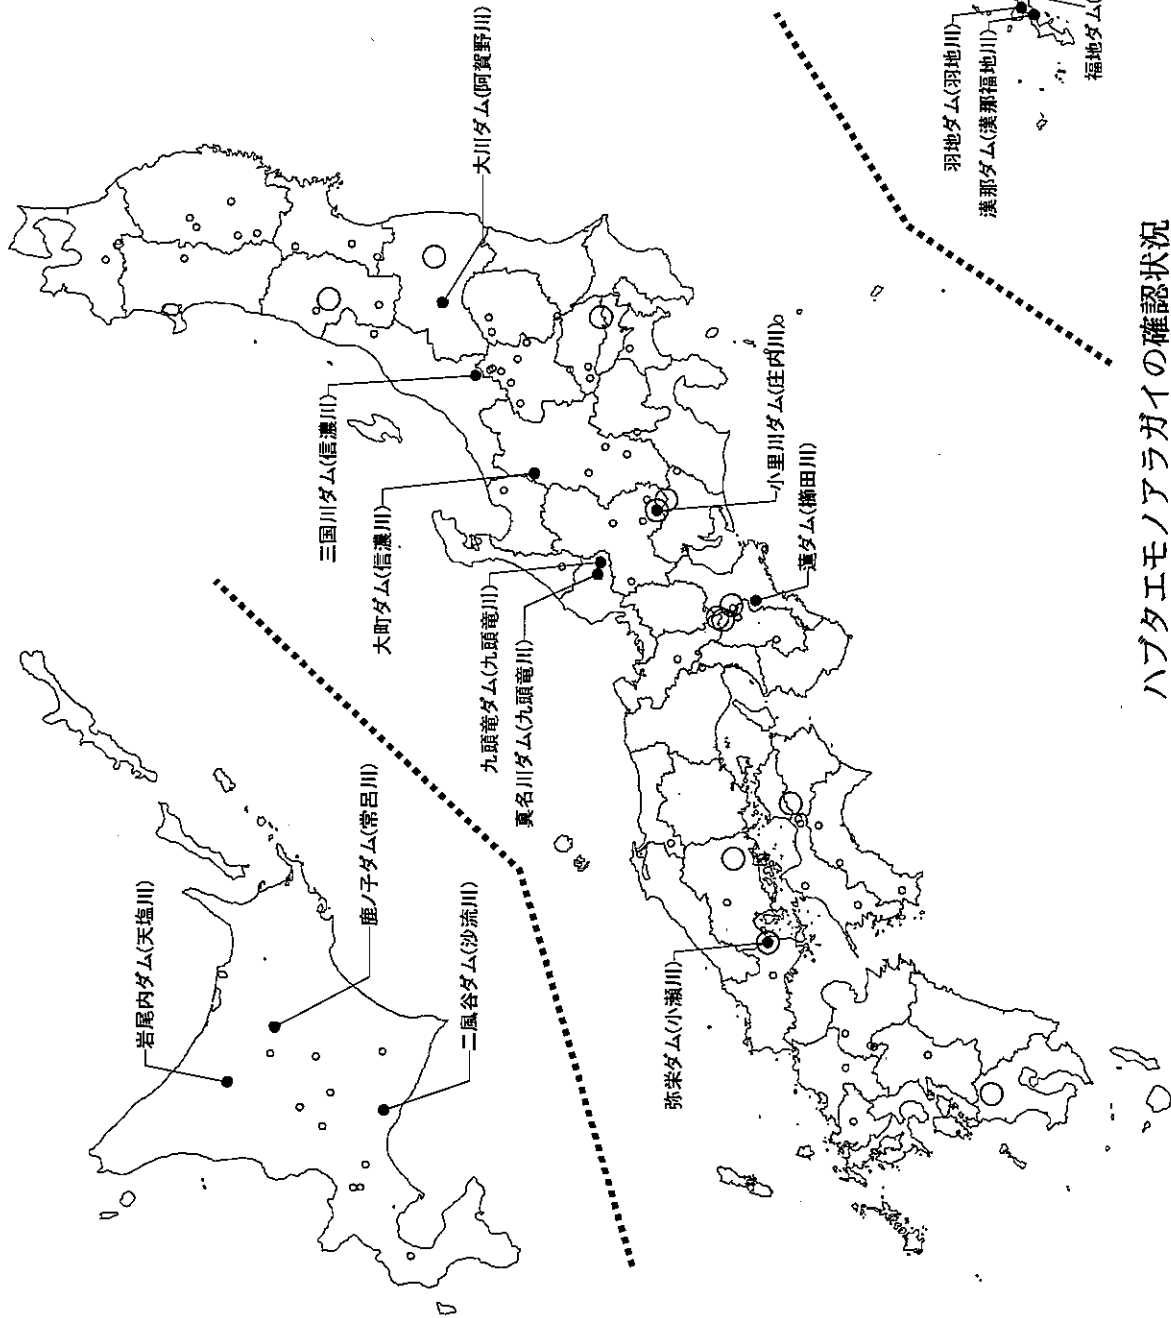 岩尾内ダム(天塩川)
鹿ノ子ダム(常呂川)
二風谷ダム(沙流川)
三国川ダム(信濃川)
大町ダム(信濃川)
九頭竜ダム(九頭竜川)
真名川ダム(九頭竜川)
大川ダム(阿賀野川)
小里川ダム(庄内川)
蓮ダム(櫛田川)
弥栄ダム(小瀬川)
羽地ダム(羽地川)
漢那ダム(漢那福地川)
福地ダム(
ハブタエモノアラガイの確認状況